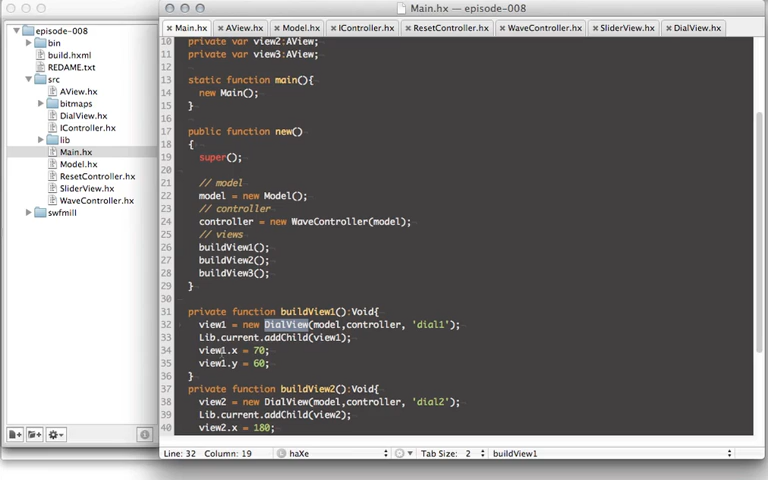 Main.hx — episode-008
episode-008
bin
build.hxml
REDAME.txt
src
AView.hx
bitmaps
DialView.hx
IController.hx
lib
Main.hx
Model.hx
ResetController.hx
SliderView.hx
WaveController.hx
swfmill
Main.hx AView.hx Model.hx IController.hx ResetController.hx WaveController.hx SliderView.hx DialView.hx
10 private var view2:AView;
11 private var view3:AView;
12
13 static function main(){
14 new Main();
15 }
16
17 public function new()
18 {
19 super();
20
21 // model
22 model = new Model();
23 // controller
24 controller = new WaveController(model);
25 // views
26 buildView1();
27 buildView2();
28 buildView3();
29 }
30
31 private function buildView1():Void{
32 view1 = new DialView(model,controller, 'dial1');
33 Lib.current.addChild(view1);
34 view1.x = 70;
35 view1.y = 60;
36 }
37 private function buildView2():Void{
38 view2 = new DialView(model,controller, 'dial2');
39 Lib.current.addChild(view2);
40 view2.x = 180;
Line: 32 Column: 19 haXe Tab Size: 2 buildView1